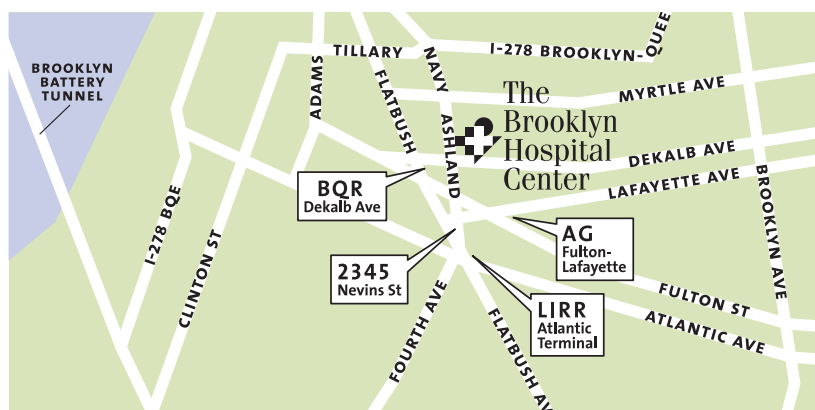 BROOKLYN
BATTERY
TUNNEL
TILLARY
I-278 BROOKLYN-QUEE
NAVY
ADAMS
FLATBUSH
MYRTLE AVE
ASHLAND
The
Brooklyn
Hospital
Center
DEKALB AVE
LAFAYETTE AVE
BROOKLYN AVE
BQR
Dekalb Ave
I-278 BQE
CLINTON ST
AG
Fulton-
Lafayette
2345
Nevins St
FULTON ST
LIRR
Atlantic
Terminal
ATLANTIC AVE
FOURTH AVE
FLATBUSH AV